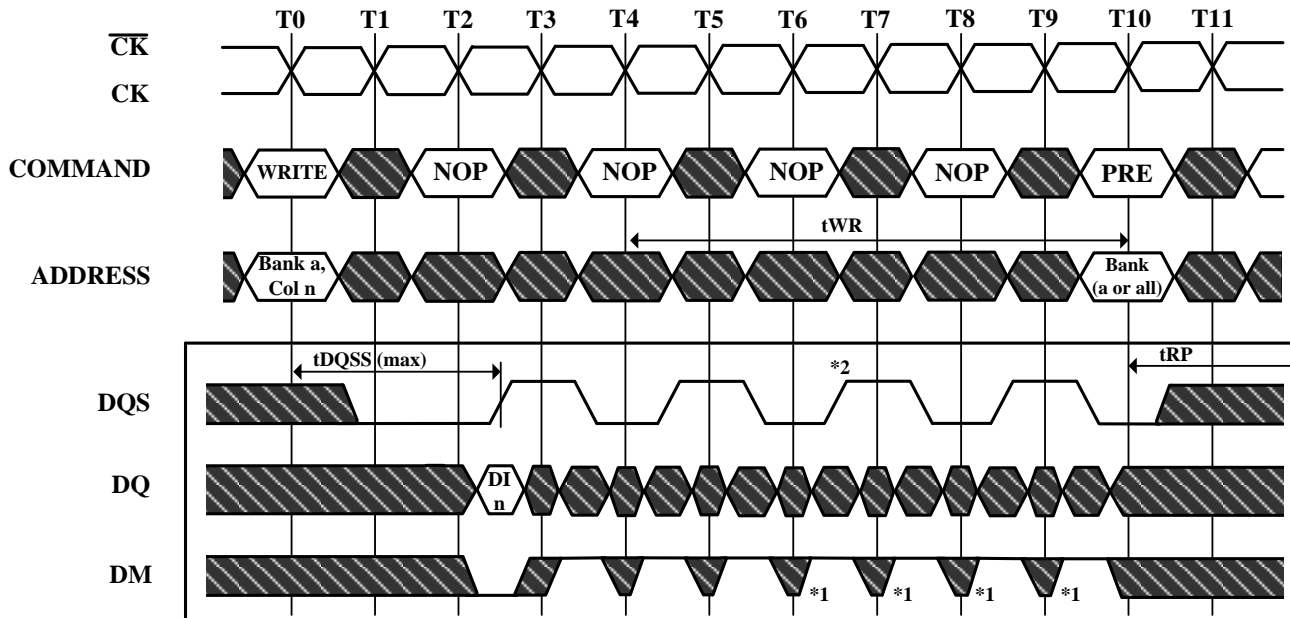 T0 T1 T2 T3 T4 T5 T6 T7 T8 T9 T10 T11
CK
CK
COMMAND WRITE NOP NOP NOP NOP PRE
tWR
ADDRESS Bank a, Col n Bank (a or all)
tDQSS (max) *2 tRP
DQS
DQ DI n
DM *1 *1 *1 *1